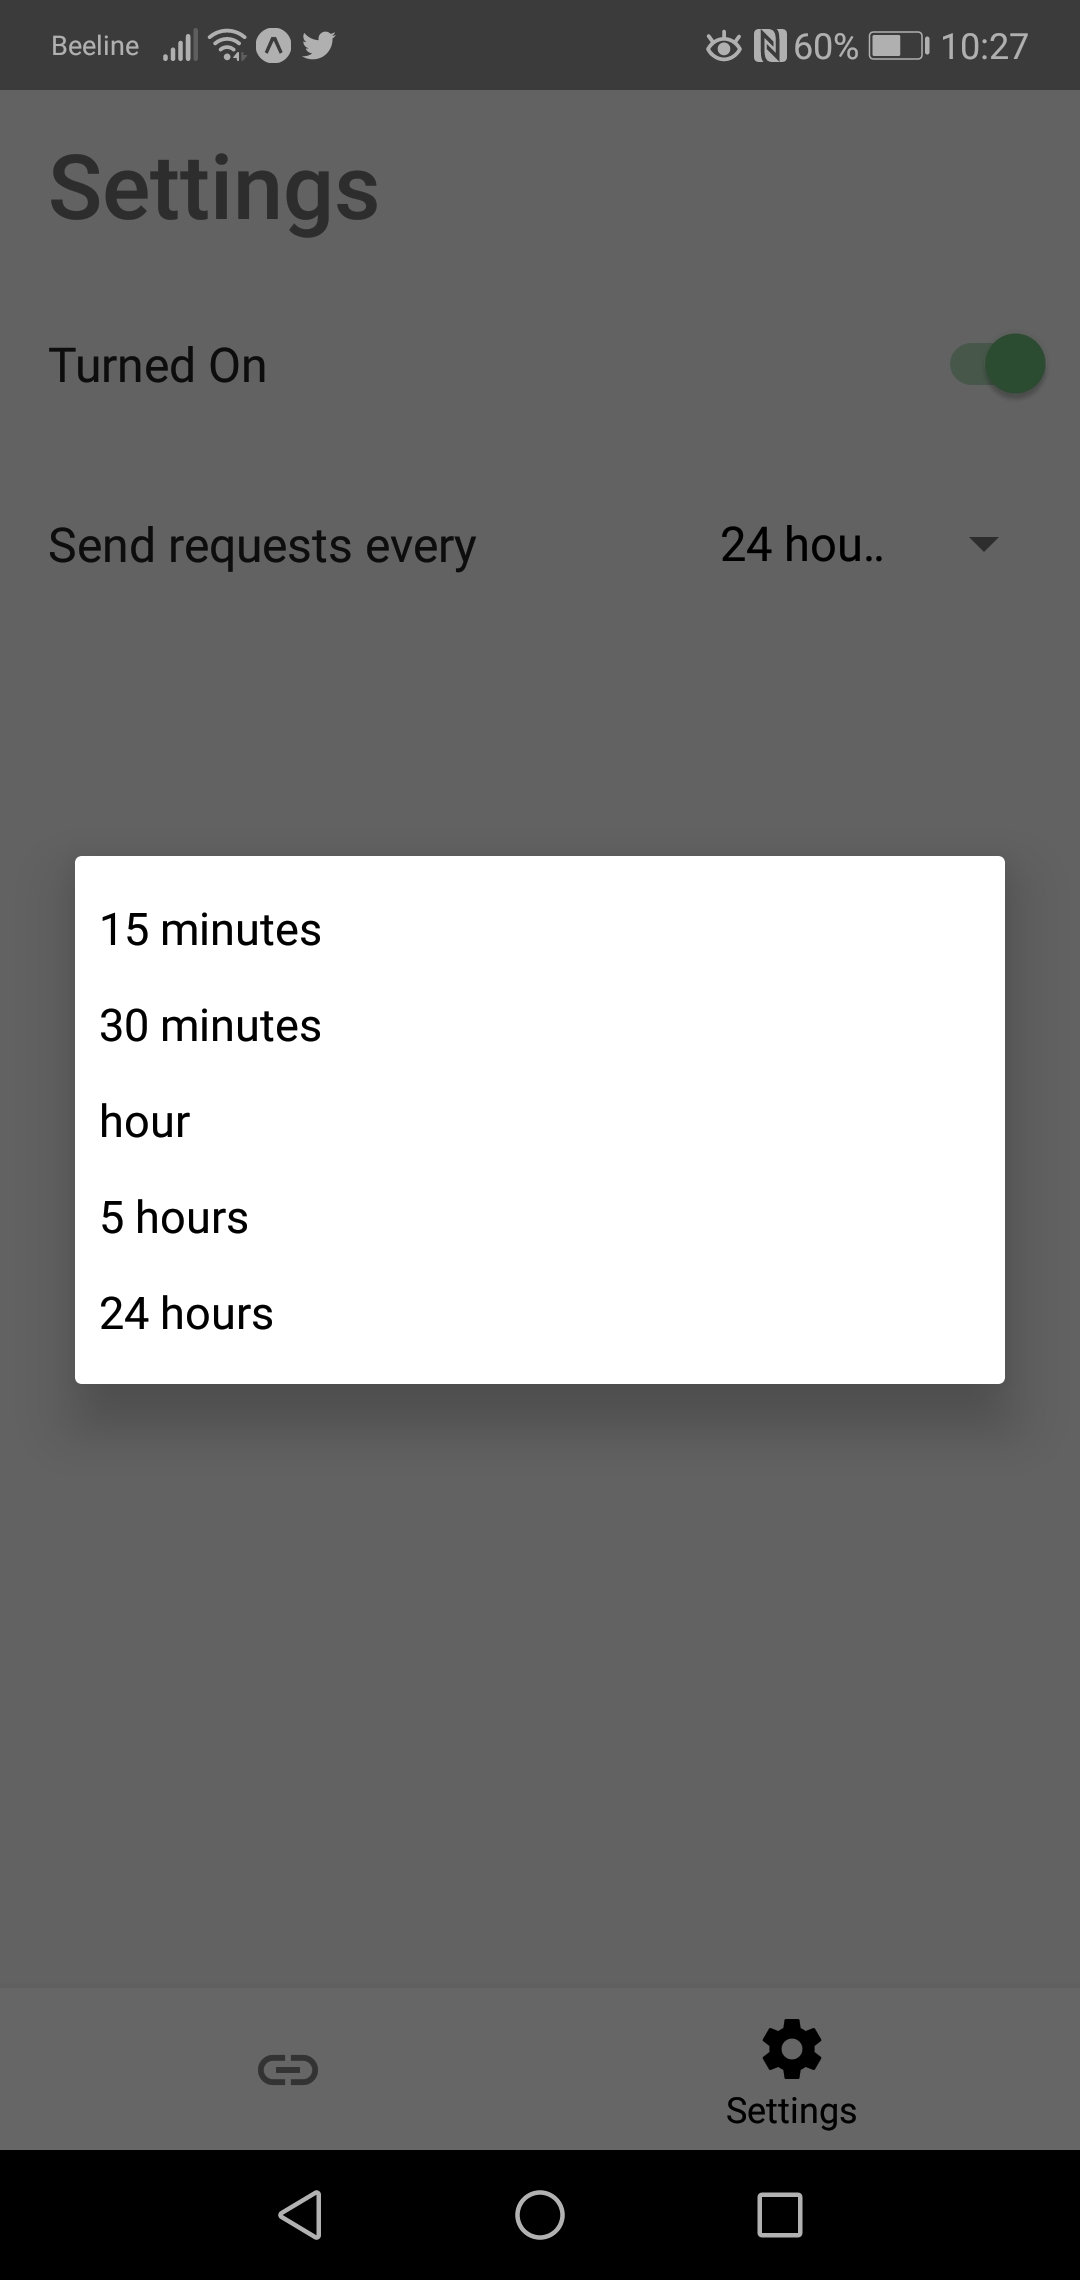 Beeline 60% 10:27
Settings
Turned On
Send requests every 24 hou..
15 minutes
30 minutes
hour
5 hours
24 hours
Settings